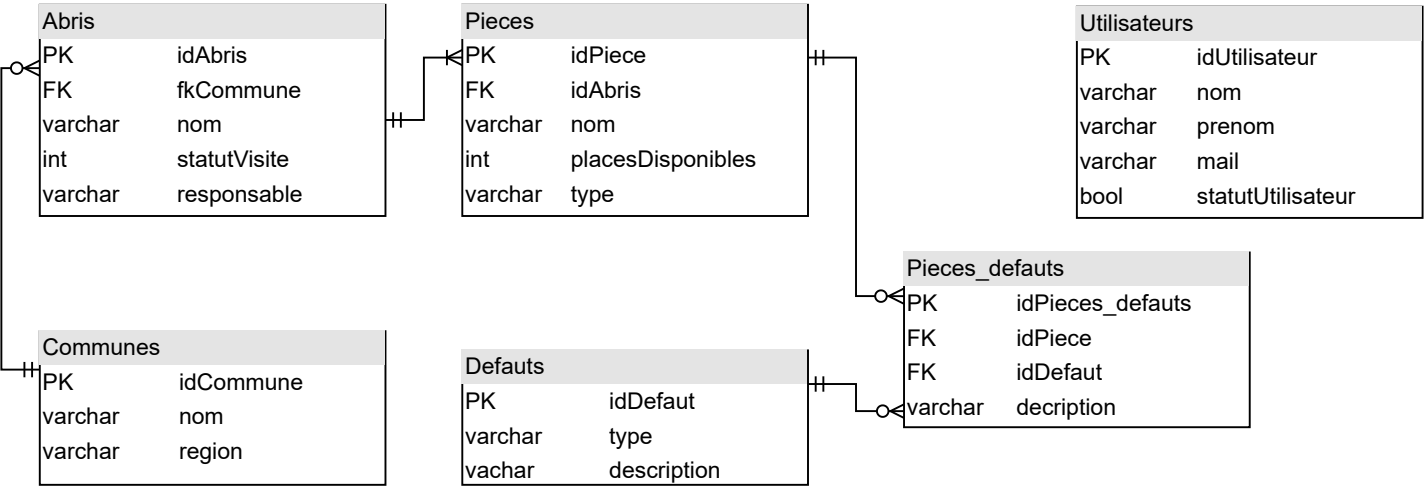 Abris
PK idAbris
FK fkCommune
varchar nom
int statutVisite
varchar responsable
Pieces
PK idPiece
FK idAbris
varchar nom
int placesDisponibles
varchar type
Utilisateurs
PK idUtilisateur
varchar nom
varchar prenom
varchar mail
bool statutUtilisateur
Pieces_defauts
PK idPieces_defauts
FK idPiece
FK idDefaut
varchar decription
Communes
PK idCommune
varchar nom
varchar region
Defauts
PK idDefaut
varchar type
vachar description